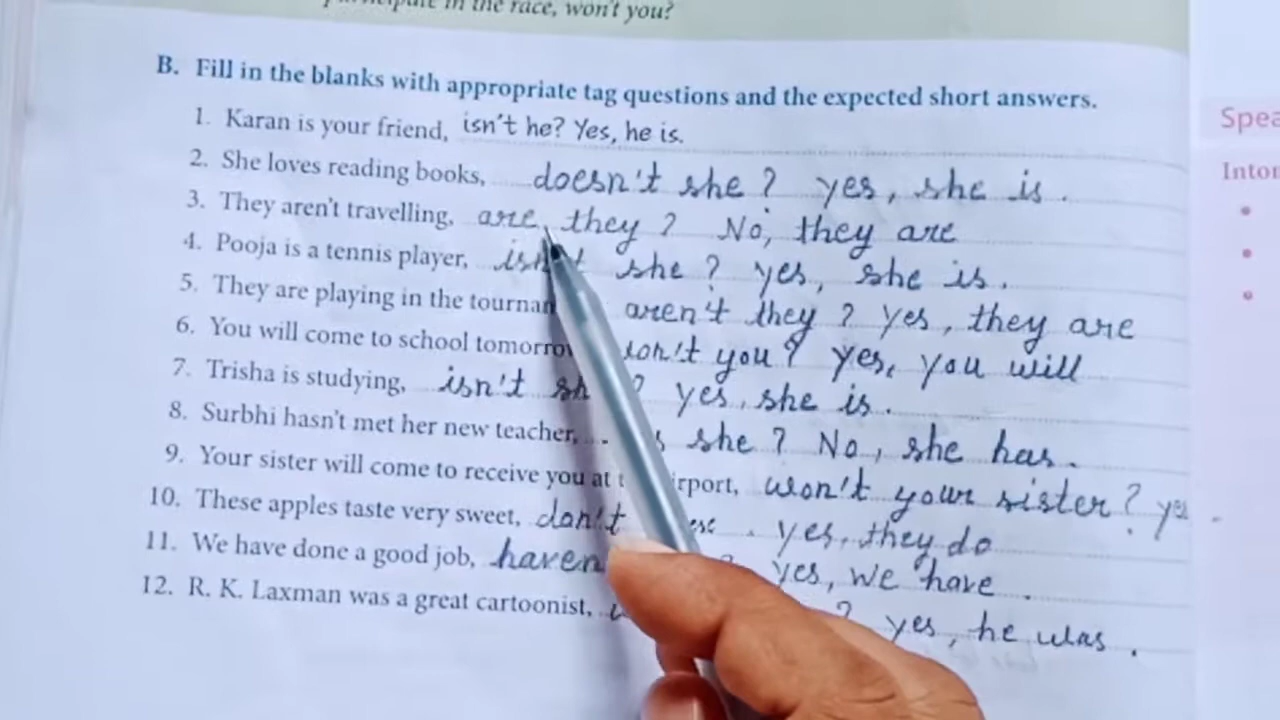 in the race, won't you?
B. Fill in the blanks with appropriate tag questions and the expected short answers.
1. Karan is your friend, isn't he? Yes, he is.
2. She loves reading books, doesn't she? yes, she is.
3. They aren't travelling, are they? No, they are
4. Pooja is a tennis player, she? yes, she is.
5. They are playing in the aren't they? yes, they are
6. You will come to school you? yes, you will
7. Trisha is studying, isn't ? yes, she is.
8. Surbhi hasn't met her new teacher, she? No, she has.
9. Your sister will come to receive you at won't your sister?
10. These apples taste very sweet, don't yes, they do
11. We have done a good job, ? yes, we have.
12. R. K. Laxman was a great cartoonist, ? yes, he was.